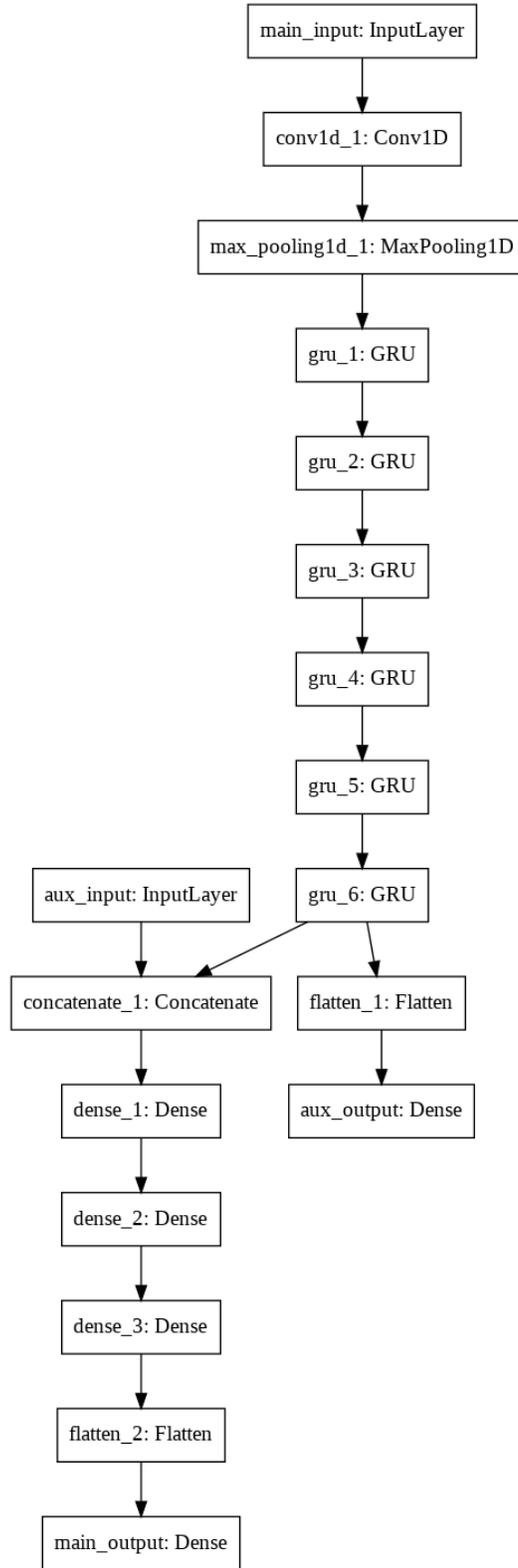 main_input: InputLayer
conv1d_1: Conv1D
max_pooling1d_1: MaxPooling1D
gru_1: GRU
gru_2: GRU
gru_3: GRU
gru_4: GRU
gru_5: GRU
aux_input: InputLayer
gru_6: GRU
concatenate_1: Concatenate
flatten_1: Flatten
dense_1: Dense
aux_output: Dense
dense_2: Dense
dense_3: Dense
flatten_2: Flatten
main_output: Dense